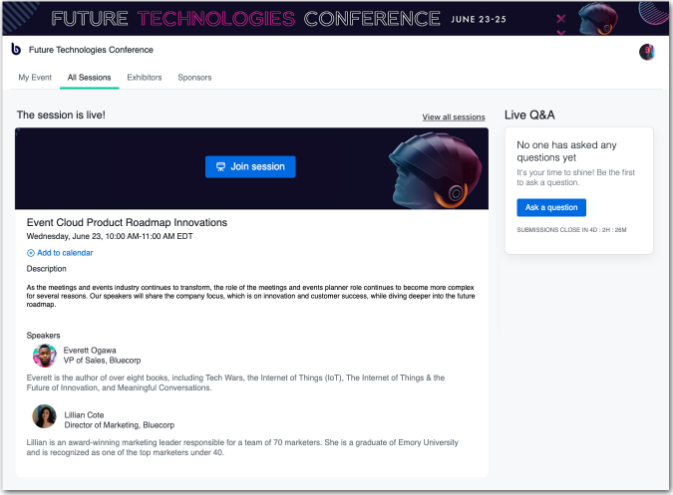 FUTURE TECHNOLOGIES CONFERENCE JUNE 23-25
b Future Technologies Conference
My Event All Sessions Exhibitors Sponsors
The session is live! View all sessions
Join session
Event Cloud Product Roadmap Innovations
Wednesday, June 23, 10:00 AM-11:00 AM EDT
Add to calendar
Description
As the meetings and events industry continues to transform, the role of the meetings and events planner role continues to become more complex
for several reasons. Our speakers will share the company focus, which is on innovation and customer success, while diving deeper into the future
roadmap.
Speakers
Everett Ogawa
VP of Sales, Bluecorp
Everett is the author of over eight books, including Tech Wars, the Internet of Things (IoT), The Internet of Things & the
Future of Innovation, and Meaningful Conversations.
Lillian Cote
Director of Marketing, Bluecorp
Lillian is an award-winning marketing leader responsible for a team of 70 marketers. She is a graduate of Emory University
and is recognized as one of the top marketers under 40.
Live Q&A
No one has asked any
questions yet
It's your time to shine! Be the first
to ask a question.
Ask a question
SUBMISSIONS CLOSE IN 4D : 2H : 26M